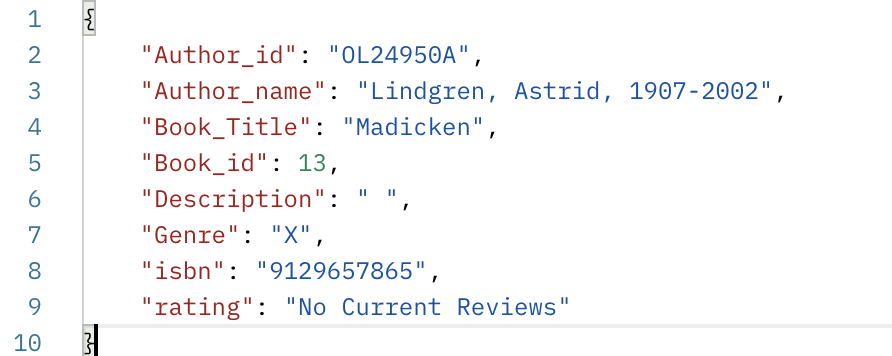 1 {
2 "Author_id": "OL24950A",
3 "Author_name": "Lindgren, Astrid, 1907-2002",
4 "Book_Title": "Madicken",
5 "Book_id": 13,
6 "Description": " ",
7 "Genre": "X",
8 "isbn": "9129657865",
9 "rating": "No Current Reviews"
10 }